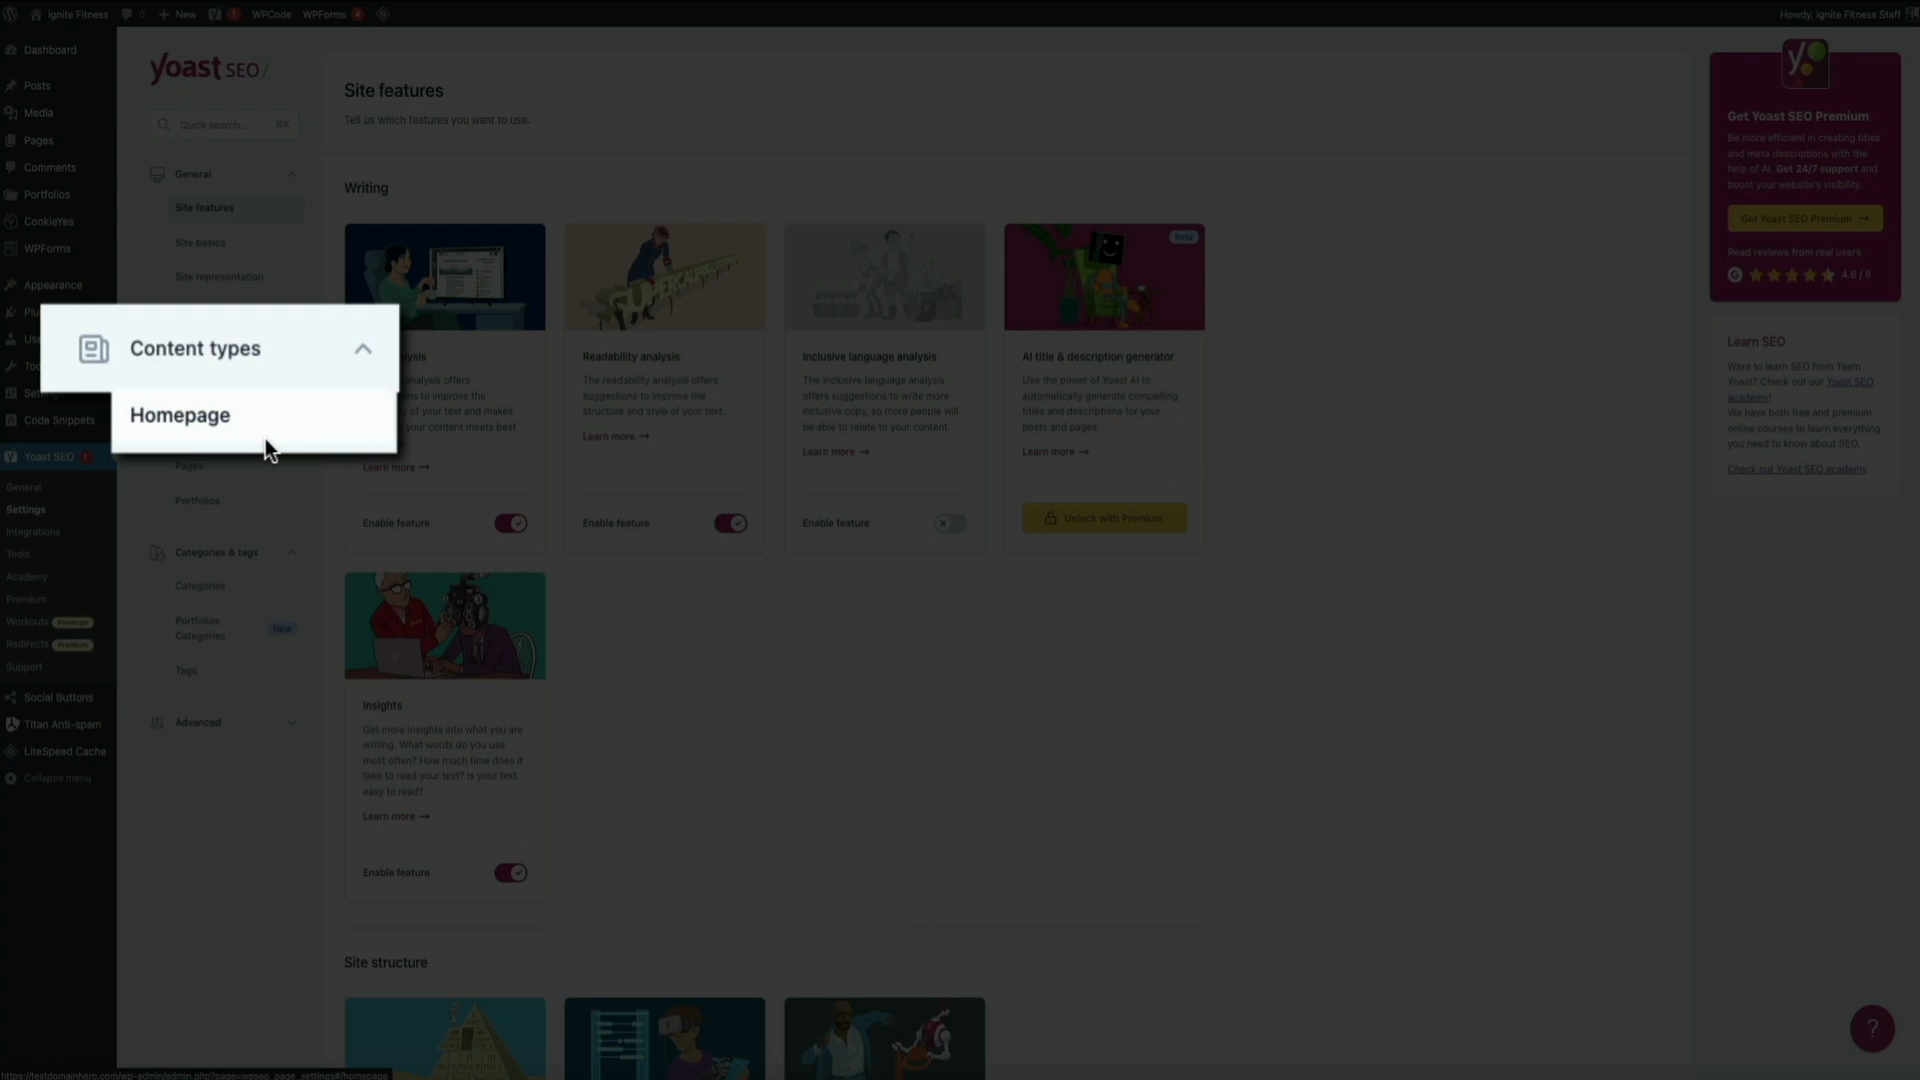 Ignite Fitness
0
New
1
WPCode
WPForms 4
Howdy, Ignite Fitness Staff
Dashboard
Posts
Media
Pages
Comments
Portfolios
CookieYes
WPForms
Appearance
Plu
Use
Too
Setting
Code Snippets
Yoast SEO 1
General
Settings
Integrations
Tools
Academy
Premium
Workouts Premium
Redirects Premium
Support
Social Buttons
Titan Anti-spam
LiteSpeed Cache
Collapse menu
yoast SEO/
Quick search... ⌘K
General
Site features
Site basics
Site representation
Content types
Homepage
Pages
Portfolios
Categories & tags
Categories
Portfolios
Categories
New
Tags
Advanced
Site features
Tell us which features you want to use.
Writing
ysis
analysis offers
ns to improve the
of your text and makes
your content meets best
Learn more →
Enable feature
SUPERCALIFRAGILI
Readability analysis
The readability analysis offers
suggestions to improve the
structure and style of your text.
Learn more →
Enable feature
Inclusive language analysis
The inclusive language analysis
offers suggestions to write more
inclusive copy, so more people will
be able to relate to your content.
Learn more →
Enable feature
Beta
AI title & description generator
Use the power of Yoast AI to
automatically generate compelling
titles and descriptions for your
posts and pages.
Learn more →
Unlock with Premium
Insights
Get more insights into what you are
writing. What words do you use
most often? How much time does it
take to read your text? Is your text
easy to read?
Learn more →
Enable feature
Site structure
y
Get Yoast SEO Premium
Be more efficient in creating titles
and meta descriptions with the
help of AI. Get 24/7 support and
boost your website's visibility.
Get Yoast SEO Premium →
Read reviews from real users
4.6 / 5
Learn SEO
Want to learn SEO from Team
Yoast? Check out our Yoast SEO
academy!
We have both free and premium
online courses to learn everything
you need to know about SEO.
Check out Yoast SEO academy
?
https://testdomainhero.com/wp-admin/admin.php?page=wpseo_page_settings#/homepage